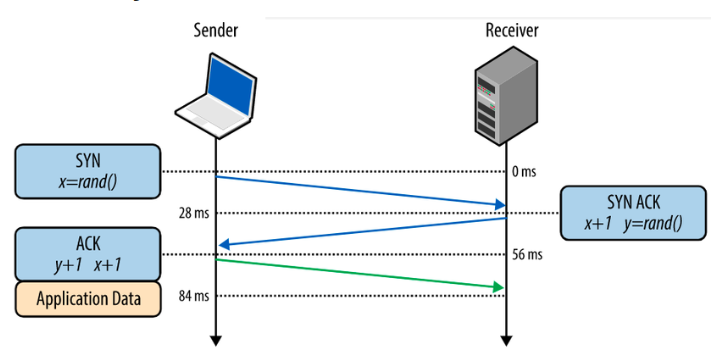 Sender
Receiver
SYN
x=rand()
0 ms
28 ms
SYN ACK
x+1 y=rand()
ACK
y+1 x+1
56 ms
Application Data
84 ms